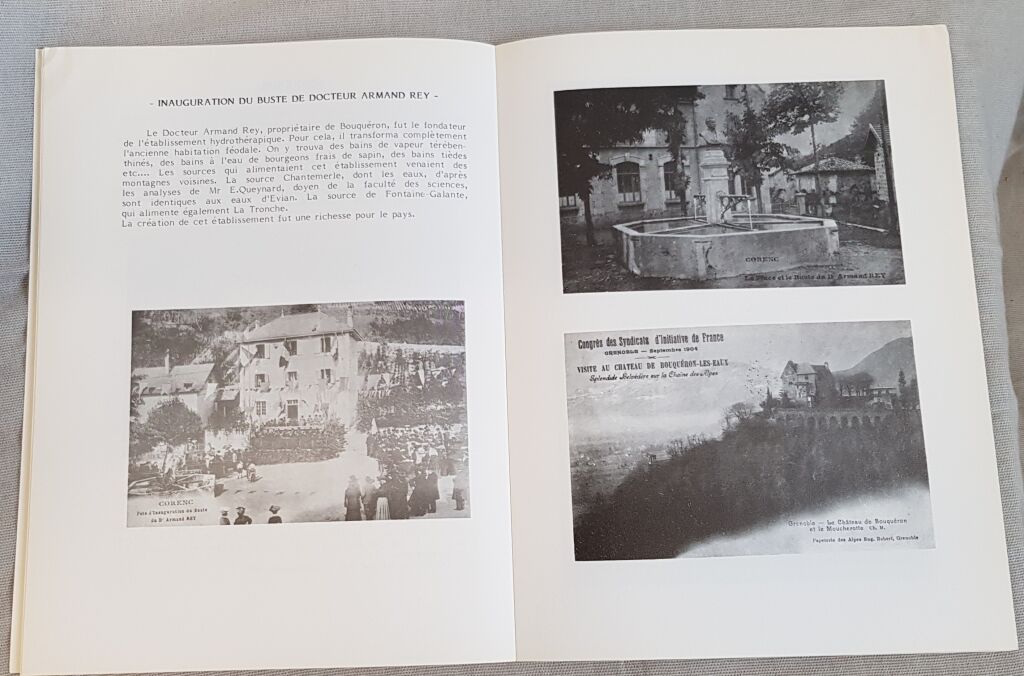 - INAUGURATION DU BUSTE DE DOCTEUR ARMAND REY -
Le Docteur Armand Rey, propriétaire de Bouquéron, fut le fondateur
de l'établissement hydrothérapique. Pour cela, il transforma complètement
l'ancienne habitation féodale. On y trouva des bains de vapeur térében-
thinés, des bains à l'eau de bourgeons frais de sapin, des bains tièdes
etc.... Les sources qui alimentaient cet établissement venaient des
montagnes voisines. La source Chantemerle, dont les eaux, d'après
les analyses de Mr E.Queynard, doyen de la faculté des sciences,
sont identiques aux eaux d'Evian. La source de Fontaine-Galante,
qui alimente également La Tronche.
La création de cet établissement fut une richesse pour le pays.
CORENC
Fête d'Inauguration du Buste
du Dr Armand REY
CORENC
La Place et le Buste du Dr Armand REY
Congrès des Syndicats d'Initiative de France
GRENOBLE - Septembre 1904
VISITE AU CHATEAU DE BOUQUÉRON-LES-EAUX
Splendide Belvédère sur la Chaîne des Alpes
Grenoble - Le Château de Bouquéron
et le Moucherotte Ch. M.
Papeterie des Alpes Eug. Robert, Grenoble